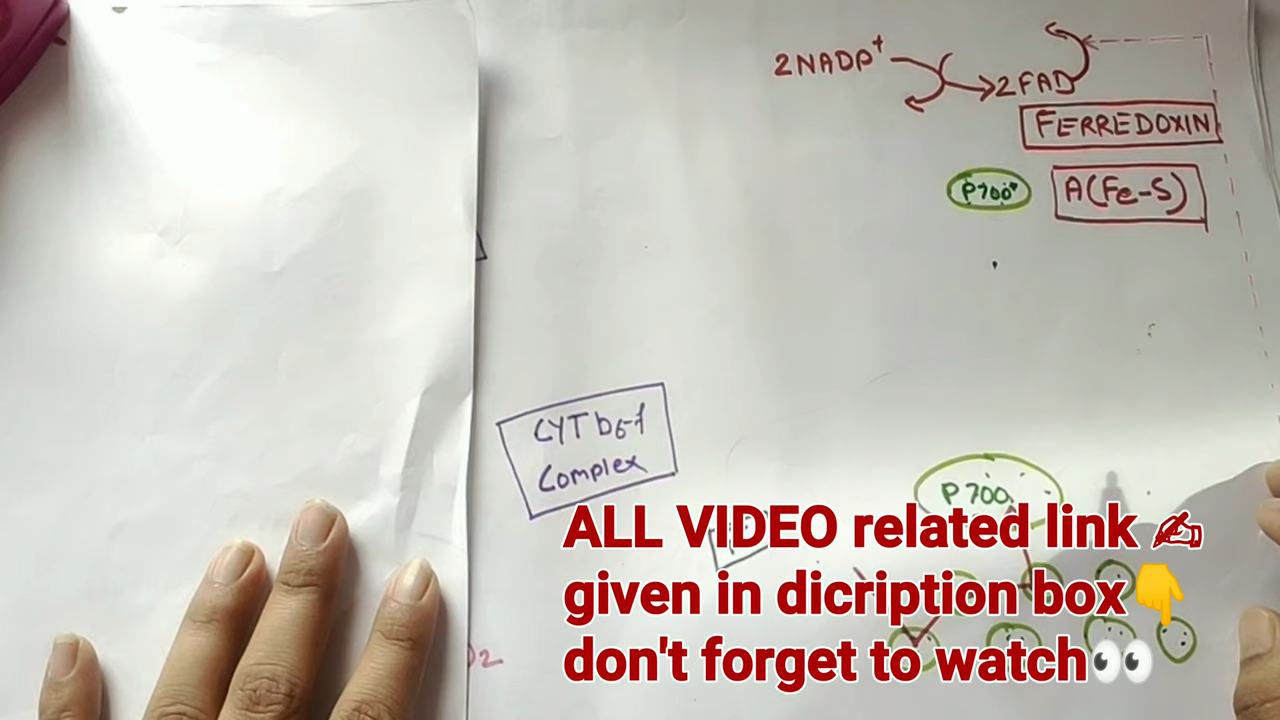 2NADP+
2FAD
FERREDOXIN
P700*
A(Fe-S)
CYT b6-f
Complex
P 700
ALL VIDEO related link ✍
given in dicription box👇
don't forget to watch👀